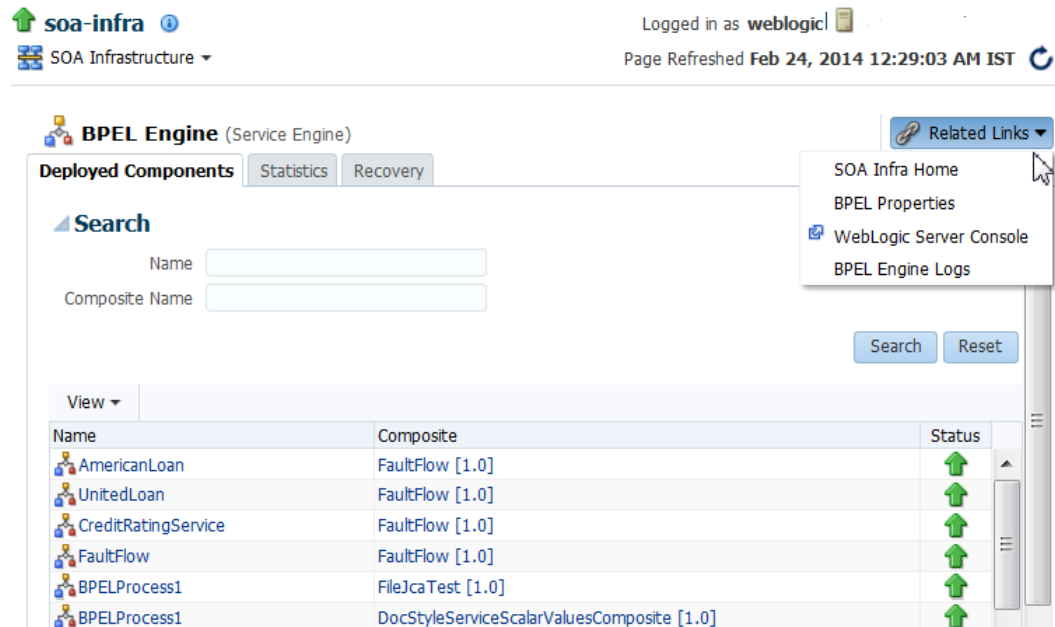 soa-infra
Logged in as weblogic
SOA Infrastructure
Page Refreshed Feb 24, 2014 12:29:03 AM IST
BPEL Engine (Service Engine)
Related Links
Deployed Components Statistics Recovery
SOA Infra Home
BPEL Properties
WebLogic Server Console
BPEL Engine Logs
Search
Name
Composite Name
Search Reset
View
Name Composite Status
AmericanLoan FaultFlow [1.0]
UnitedLoan FaultFlow [1.0]
CreditRatingService FaultFlow [1.0]
FaultFlow FaultFlow [1.0]
BPELProcess1 FileJcaTest [1.0]
BPELProcess1 DocStyleServiceScalarValuesComposite [1.0]